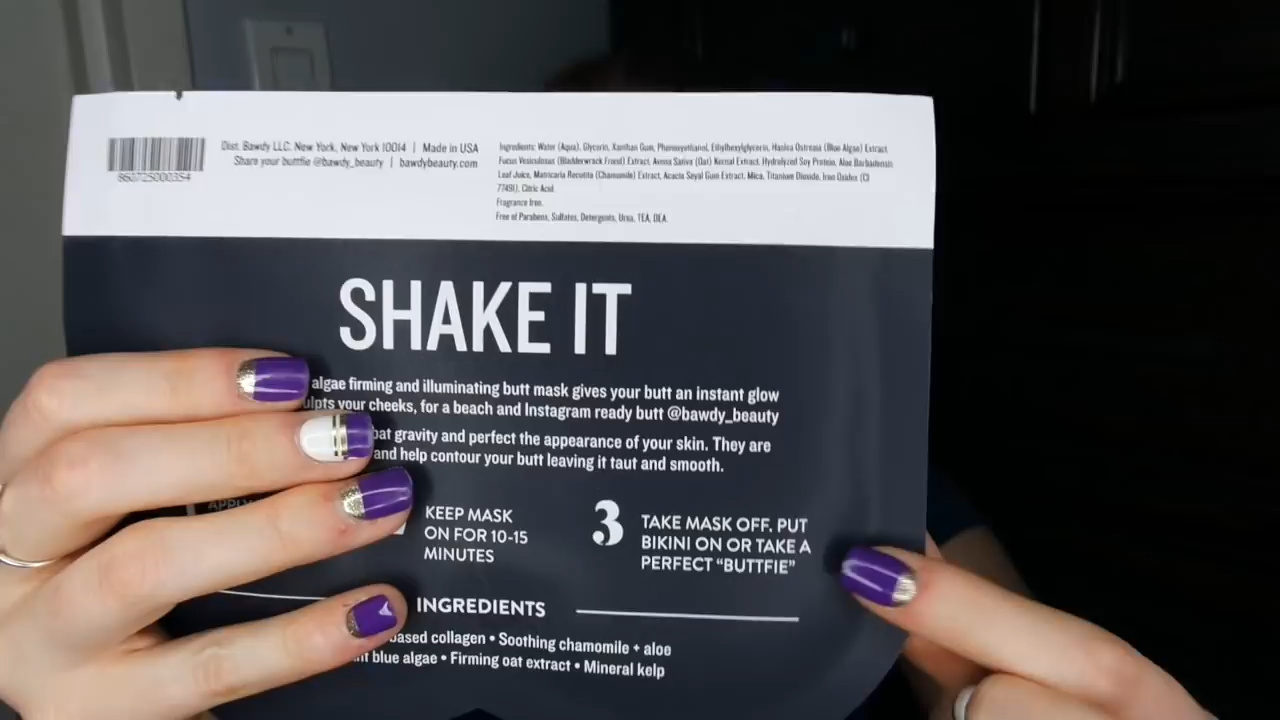 860725000354
Dist. Bawdy LLC. New York, New York 10014 | Made in USA
Share your buttfie @bawdy_beauty | bawdybeauty.com
Ingredients: Water (Aqua), Glycerin, Xanthan Gum, Phenoxyethanol, Ethylhexylglycerin, Haslea Ostrearia (Blue Algae) Extract,
Fucus Vesiculosus (Bladderwrack Frond) Extract, Avena Sativa (Oat) Kernel Extract, Hydrolyzed Soy Protein, Aloe Barbadensis
Leaf Juice, Matricaria Recutita (Chamomile) Extract, Acacia Seyal Gum Extract, Mica, Titanium Dioxide, Iron Oxides (CI
77491), Citric Acid.
Fragrance free.
Free of Parabens, Sulfates, Detergents, Urea, TEA, DEA.
SHAKE IT
algae firming and illuminating butt mask gives your butt an instant glow
ulpts your cheeks, for a beach and Instagram ready butt @bawdy_beauty
bat gravity and perfect the appearance of your skin. They are
and help contour your butt leaving it taut and smooth.
APPLY
KEEP MASK
ON FOR 10-15
MINUTES
3
TAKE MASK OFF. PUT
BIKINI ON OR TAKE A
PERFECT “BUTTFIE”
INGREDIENTS
based collagen • Soothing chamomile + aloe
nt blue algae • Firming oat extract • Mineral kelp